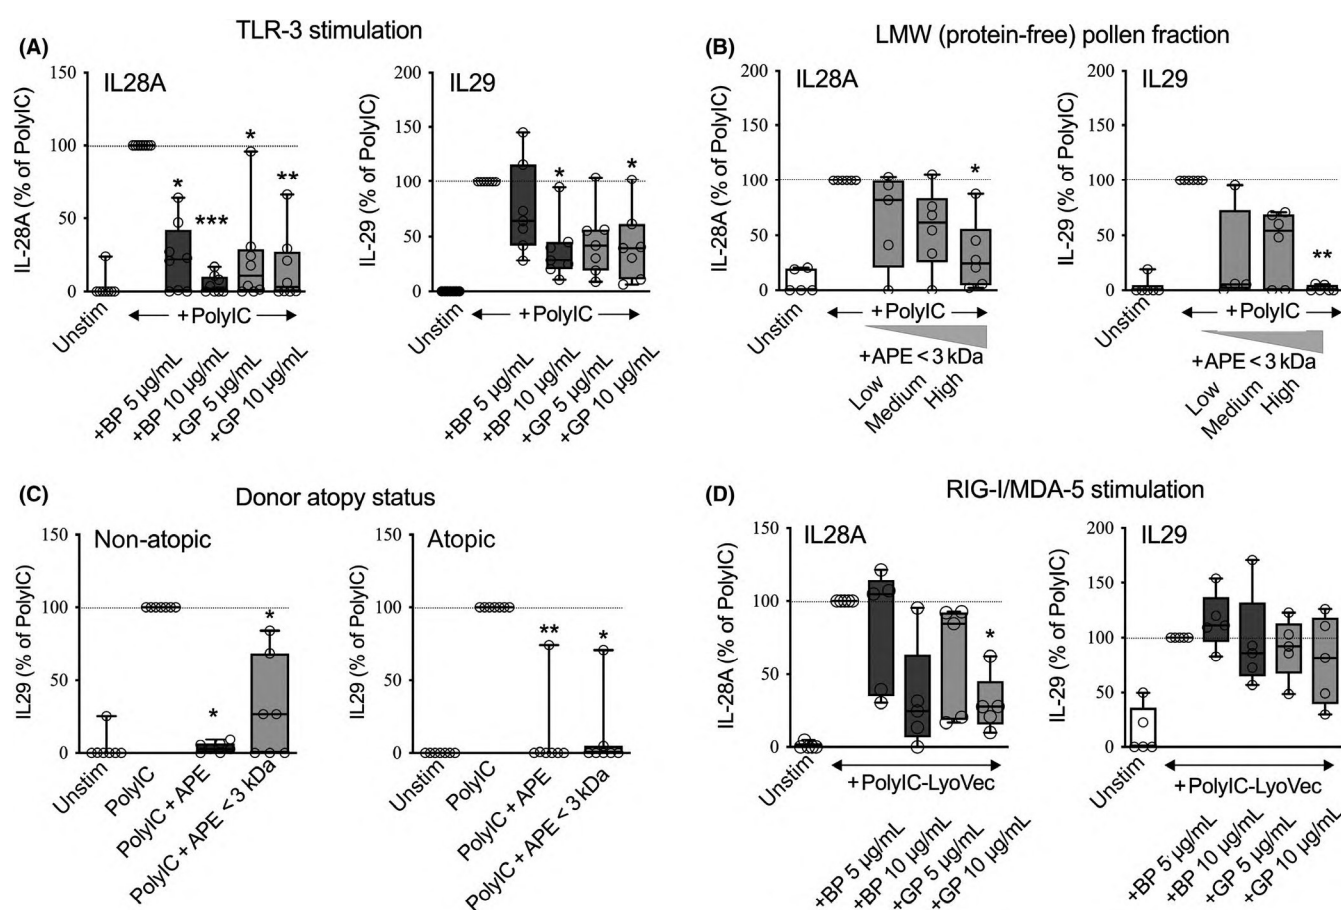 (A)
TLR-3 stimulation
IL28A
IL-28A (% of PolyIC)
150
100
50
0
*
***
*
**
Unstim
+PolyIC
+BP 5 µg/mL
+BP 10 µg/mL
+GP 5 µg/mL
+GP 10 µg/mL
IL29
IL-29 (% of PolyIC)
200
150
100
50
0
*
*
Unstim
+PolyIC
+BP 5 µg/mL
+BP 10 µg/mL
+GP 5 µg/mL
+GP 10 µg/mL
(B)
LMW (protein-free) pollen fraction
IL28A
IL-28A (% of PolyIC)
200
150
100
50
0
*
Unstim
+PolyIC
+APE < 3 kDa
Low
Medium
High
IL29
IL-29 (% of PolyIC)
200
150
100
50
0
**
Unstim
+PolyIC
+APE < 3 kDa
Low
Medium
High
(C)
Donor atopy status
Non-atopic
IL29 (% of PolyIC)
150
100
50
0
*
*
Unstim
PolyIC
PolyIC + APE
PolyIC + APE < 3 kDa
Atopic
IL29 (% of PolyIC)
150
100
50
0
**
*
Unstim
PolyIC
PolyIC + APE
PolyIC + APE < 3 kDa
(D)
RIG-I/MDA-5 stimulation
IL28A
IL-28A (% of PolyIC)
150
100
50
0
*
Unstim
+PolyIC-LyoVec
+BP 5 µg/mL
+BP 10 µg/mL
+GP 5 µg/mL
+GP 10 µg/mL
IL29
IL-29 (% of PolyIC)
200
150
100
50
0
Unstim
+PolyIC-LyoVec
+BP 5 µg/mL
+BP 10 µg/mL
+GP 5 µg/mL
+GP 10 µg/mL